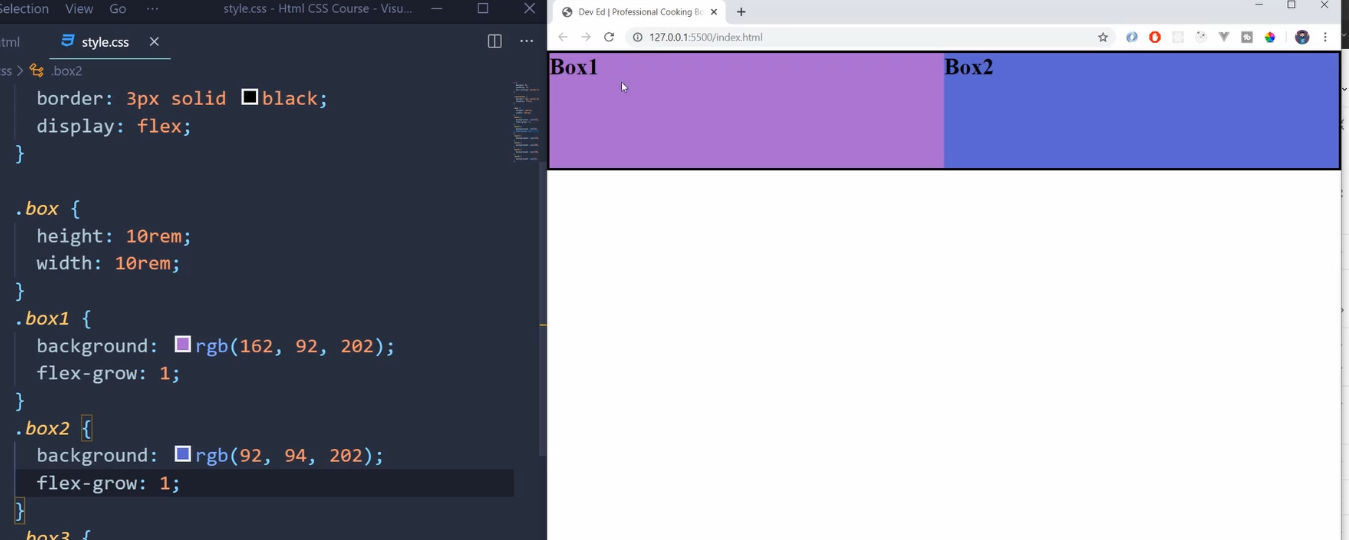 Selection View Go ··· style.css - Html CSS Course - Visu...
tml style.css
ss > .box2
border: 3px solid black;
display: flex;
}
.box {
height: 10rem;
width: 10rem;
}
.box1 {
background: rgb(162, 92, 202);
flex-grow: 1;
}
.box2 {
background: rgb(92, 94, 202);
flex-grow: 1;
}
.box3 {
Dev Ed | Professional Cooking Bo
127.0.0.1:5500/index.html
Box1 Box2